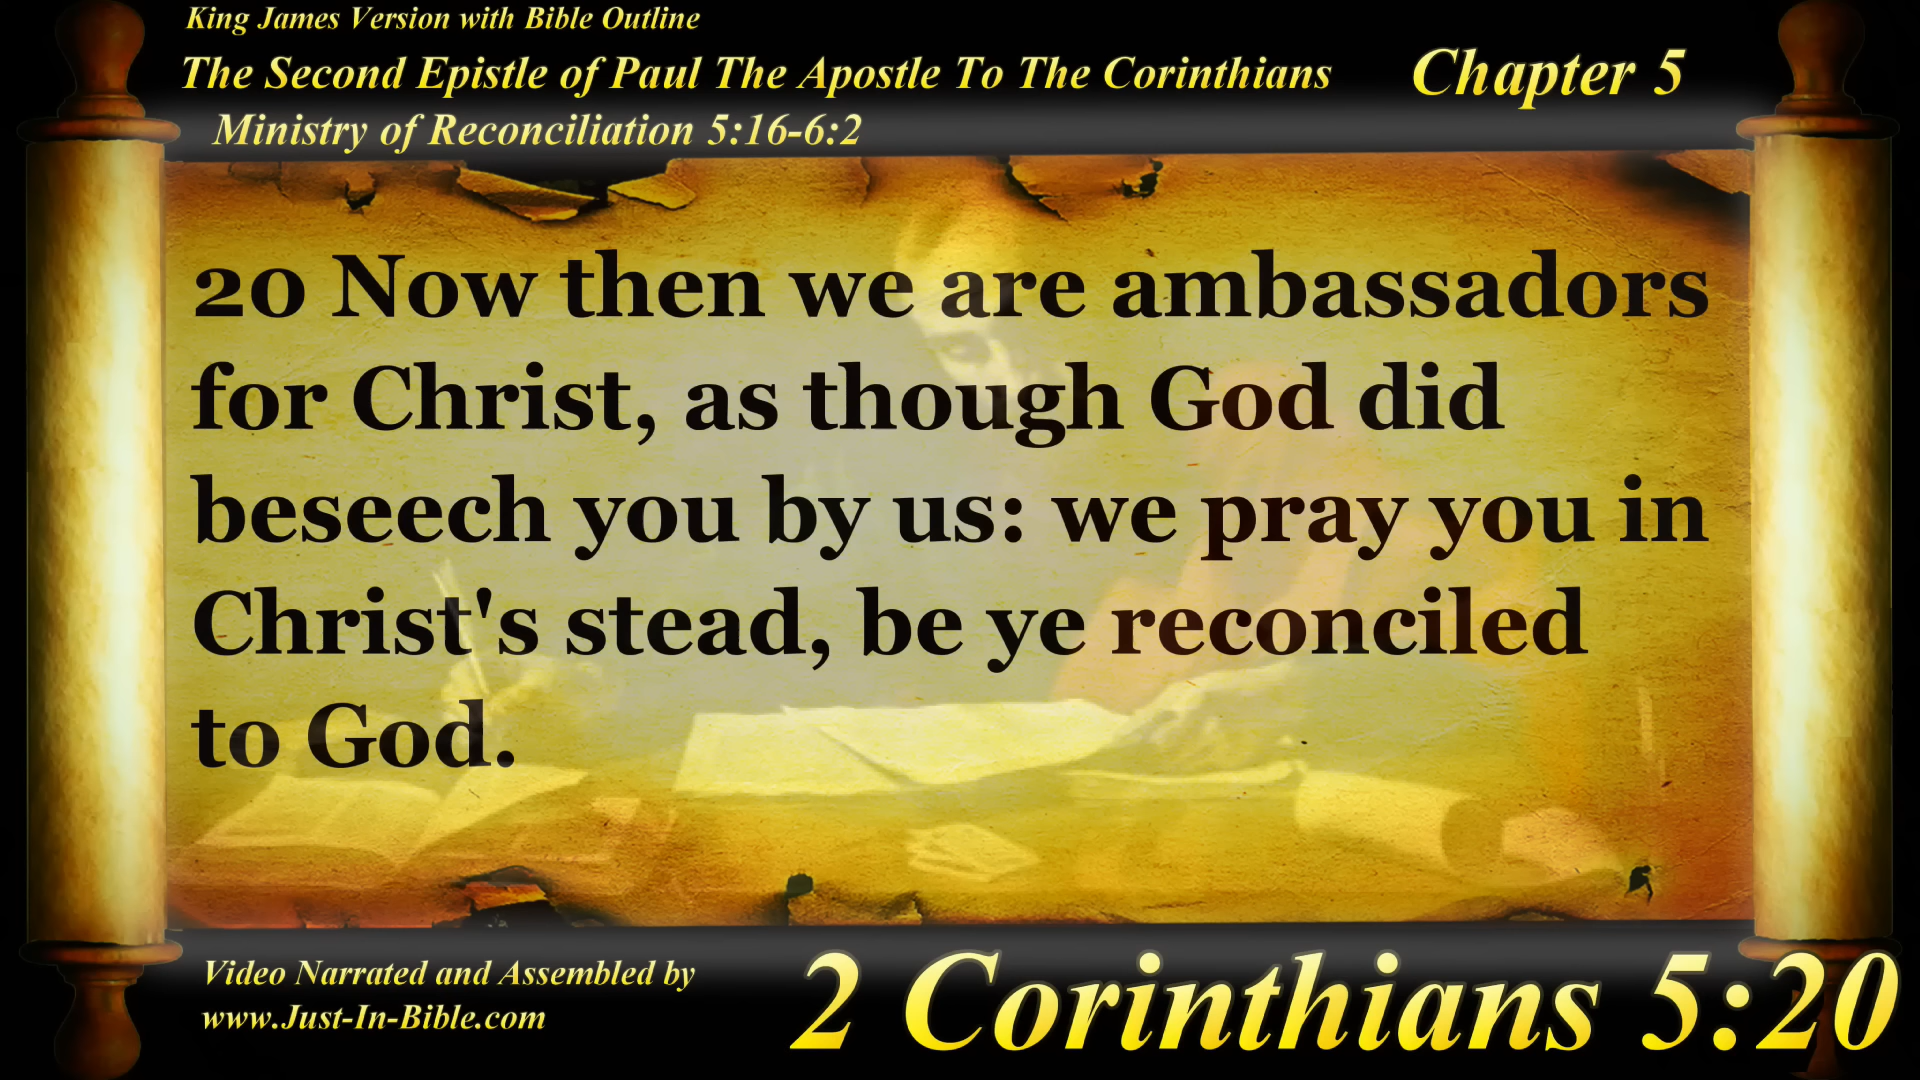 King James Version with Bible Outline
The Second Epistle of Paul The Apostle To The Corinthians
Chapter 5
Ministry of Reconciliation 5:16-6:2
20 Now then we are ambassadors
for Christ, as though God did
beseech you by us: we pray you in
Christ's stead, be ye reconciled
to God.
Video Narrated and Assembled by
www.Just-In-Bible.com
2 Corinthians 5:20